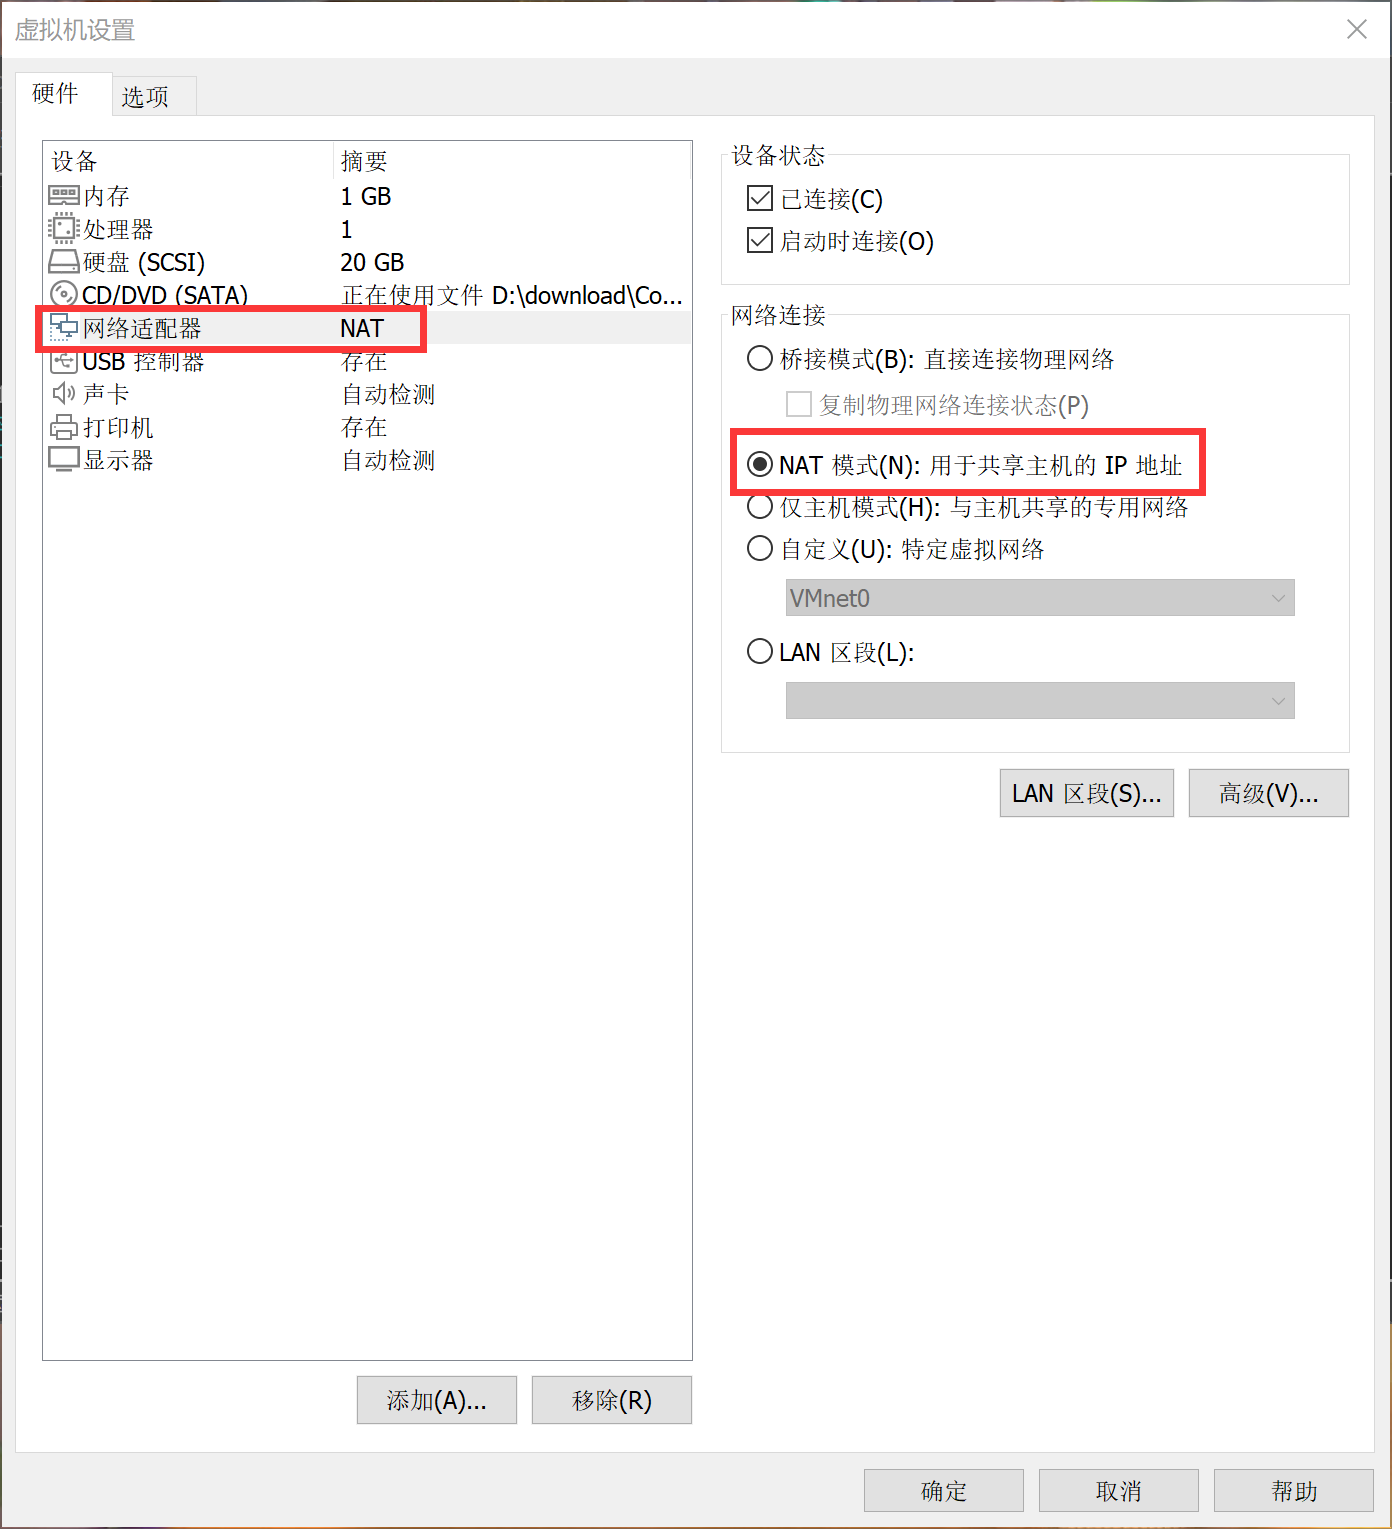 虚拟机设置
硬件
选项
设备 摘要
内存 1 GB
处理器 1
硬盘 (SCSI) 20 GB
CD/DVD (SATA) 正在使用文件 D:\download\Co...
网络适配器 NAT
USB 控制器 存在
声卡 自动检测
打印机 存在
显示器 自动检测
添加(A)...
移除(R)
设备状态
已连接(C)
启动时连接(O)
网络连接
桥接模式(B): 直接连接物理网络
复制物理网络连接状态(P)
NAT 模式(N): 用于共享主机的 IP 地址
仅主机模式(H): 与主机共享的专用网络
自定义(U): 特定虚拟网络
VMnet0
LAN 区段(L):
LAN 区段(S)...
高级(V)...
确定
取消
帮助